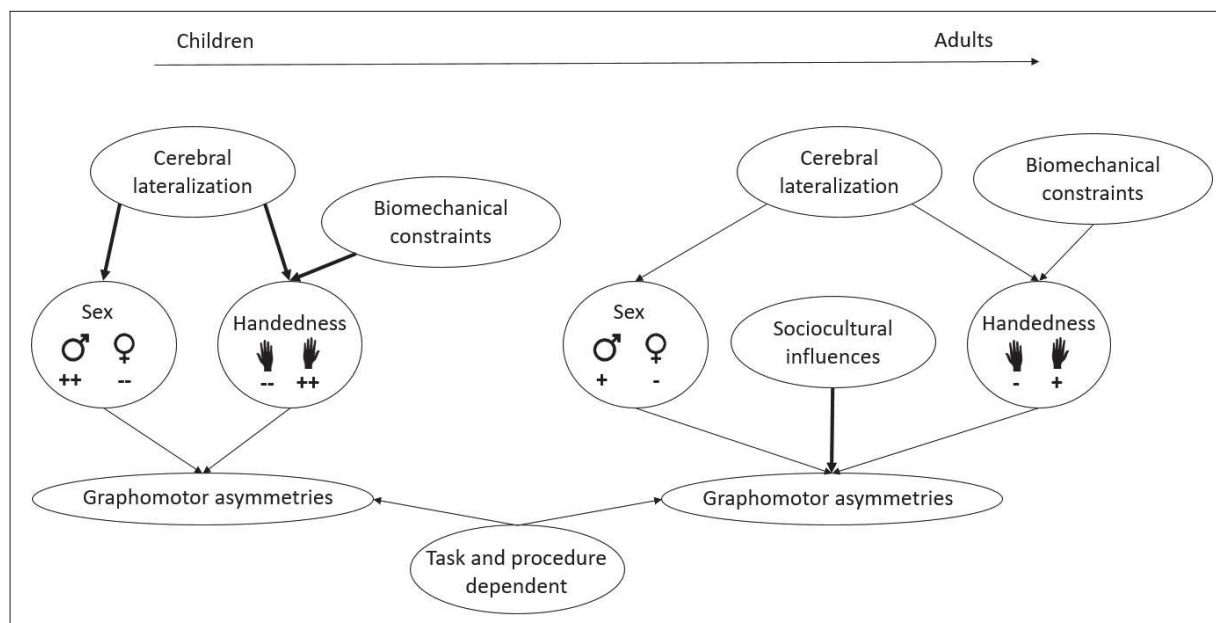 Children
Adults
Cerebral
lateralization
Biomechanical
constraints
Sex
++ --
Handedness
-- ++
Graphomotor asymmetries
Cerebral
lateralization
Biomechanical
constraints
Sex
+ -
Sociocultural
influences
Handedness
- +
Graphomotor asymmetries
Task and procedure
dependent